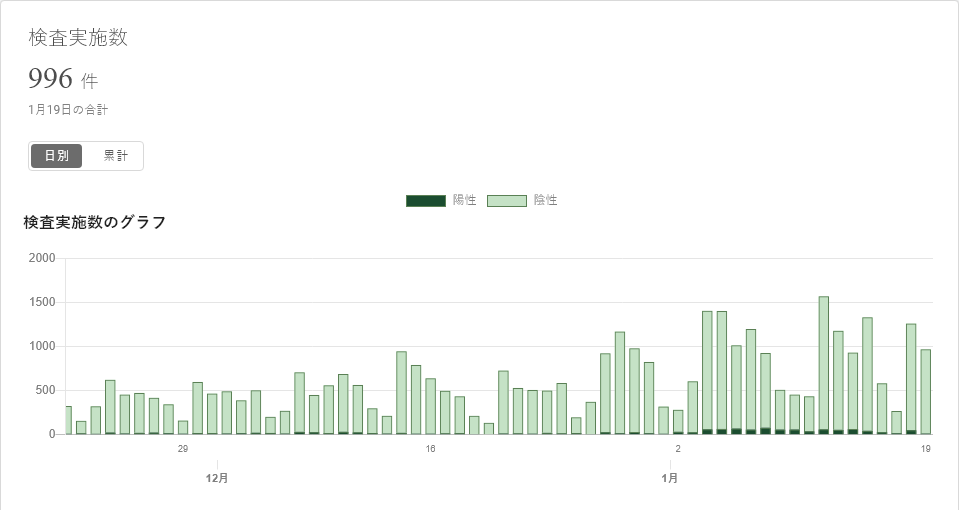 検査実施数
996 件
1月19日の合計
日別 累計
陽性 陰性
検査実施数のグラフ
2000
1500
1000
500
0
29 16 2 19
12月 1月